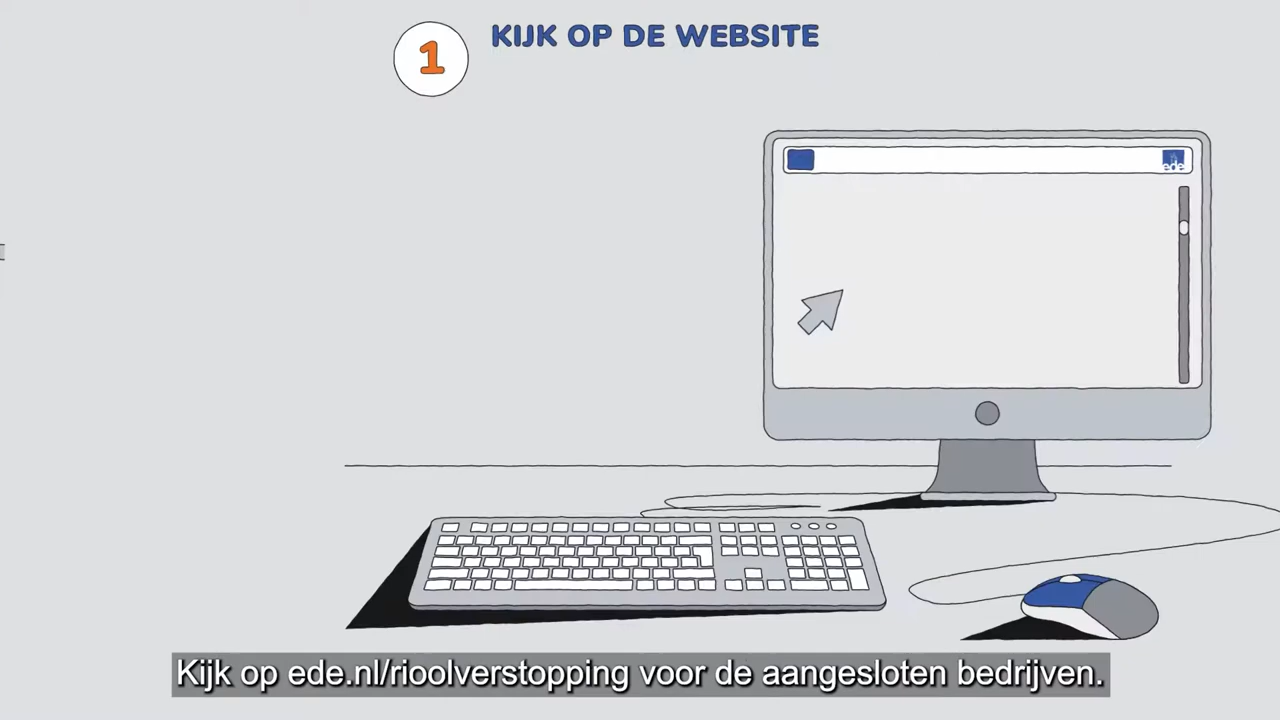 1
KIJK OP DE WEBSITE
ede
Kijk op ede.nl/rioolverstopping voor de aangesloten bedrijven.